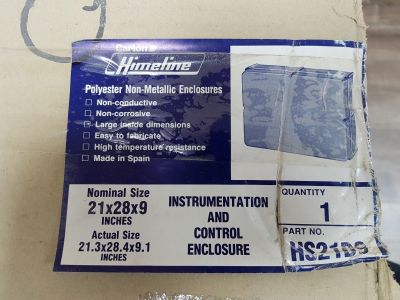 Carlon's
Himeline
Polyester Non-Metallic Enclosures
Non-conductive
Non-corrosive
Large inside dimensions
Easy to fabricate
High temperature resistance
Made in Spain
Nominal Size
21x28x9
INCHES
Actual Size
21.3x28.4x9.1
INCHES
INSTRUMENTATION
AND
CONTROL
ENCLOSURE
QUANTITY
1
PART NO.